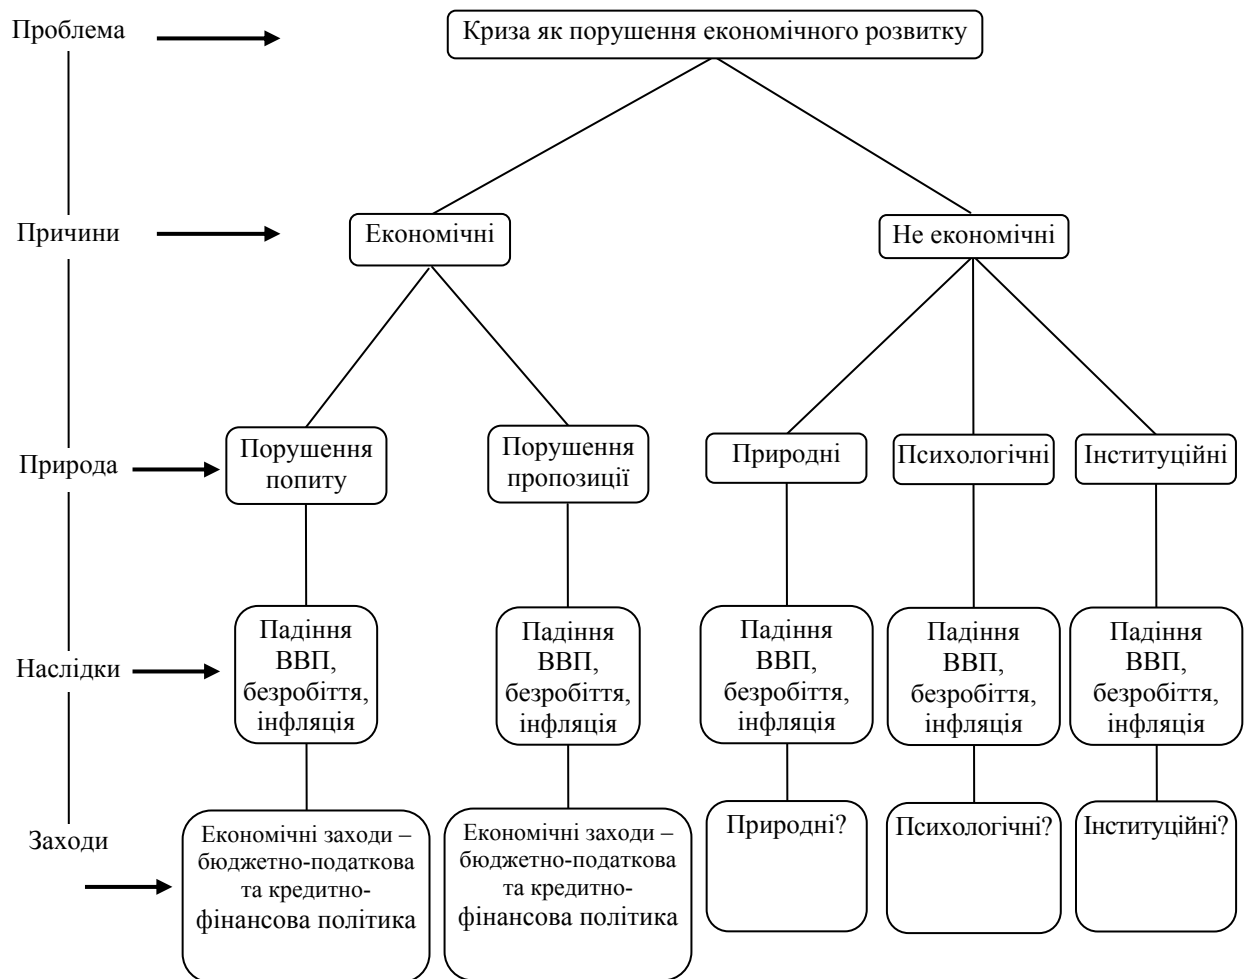 Проблема
Криза як порушення економічного розвитку
Причини
Економічні
Не економічні
Природа
Порушення
попиту
Порушення
пропозиції
Природні
Психологічні
Інституційні
Наслідки
Падіння
ВВП,
безробіття,
інфляція
Падіння
ВВП,
безробіття,
інфляція
Падіння
ВВП,
безробіття,
інфляція
Падіння
ВВП,
безробіття,
інфляція
Падіння
ВВП,
безробіття,
інфляція
Заходи
Економічні заходи –
бюджетно-податкова
та кредитно-
фінансова політика
Економічні заходи –
бюджетно-податкова
та кредитно-
фінансова політика
Природні?
Психологічні?
Інституційні?